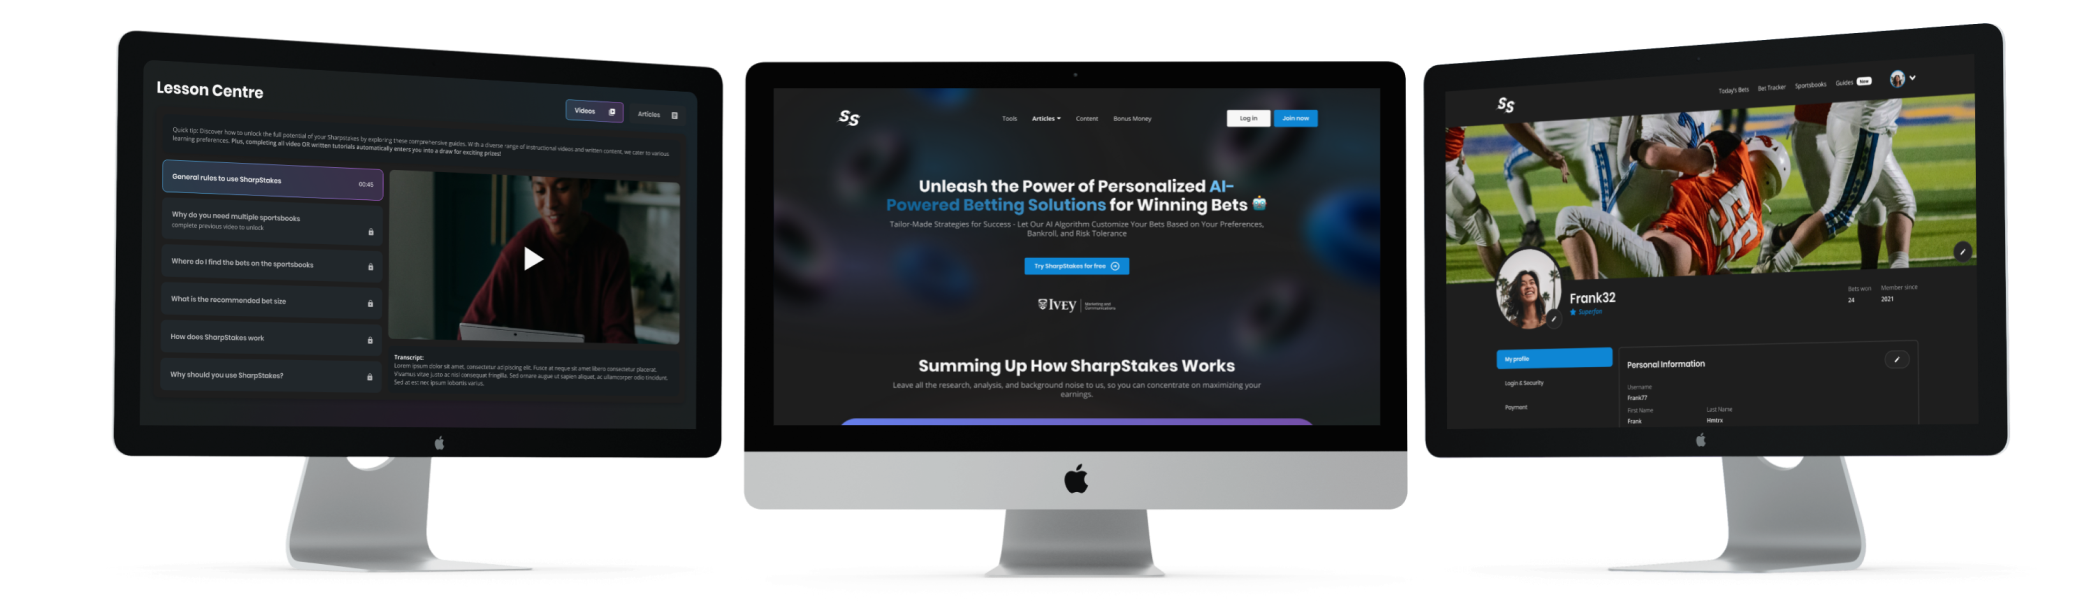 Lesson Centre
Videos
Articles
Quick tip: Discover how to unlock the full potential of your Sharpstakes by exploring these comprehensive guides. With a diverse range of instructional videos and written content, we cater to various
learning preferences. Plus, completing all video OR written tutorials automatically enters you into a draw for exciting prizes!
General rules to use SharpStakes
00:45
Why do you need multiple sportsbooks
complete previous video to unlock
Where do I find the bets on the sportsbooks
What is the recommended bet size
How does SharpStakes work
Why should you use SharpStakes?
Transcript:
Lorem ipsum dolor sit amet, consectetur adipiscing elit. Fusce at neque sit amet libero consectetur placerat.
Vivamus vitae justo ac nisi consequat fringilla. Sed ornare augue ut sapien aliquet, ac ullamcorper odio tincidunt.
Sed at est nec ipsum lobortis varius.
SS
Tools
Articles
Content
Bonus Money
Log in
Join now
Unleash the Power of Personalized AI-
Powered Betting Solutions for Winning Bets
Tailor-Made Strategies for Success - Let Our AI Algorithm Customize Your Bets Based on Your Preferences,
Bankroll, and Risk Tolerance
Try SharpStakes for free
IVEY
Marketing and
Communications
Summing Up How SharpStakes Works
Leave all the research, analysis, and background noise to us, so you can concentrate on maximizing your
earnings.
SS
Today's Bets
Bet Tracker
Sportsbooks
Guides
New
55
Frank32
Superfan
Bets won
24
Member since
2021
My profile
Login & Security
Payment
Personal Information
Username
Frank77
First Name
Frank
Last Name